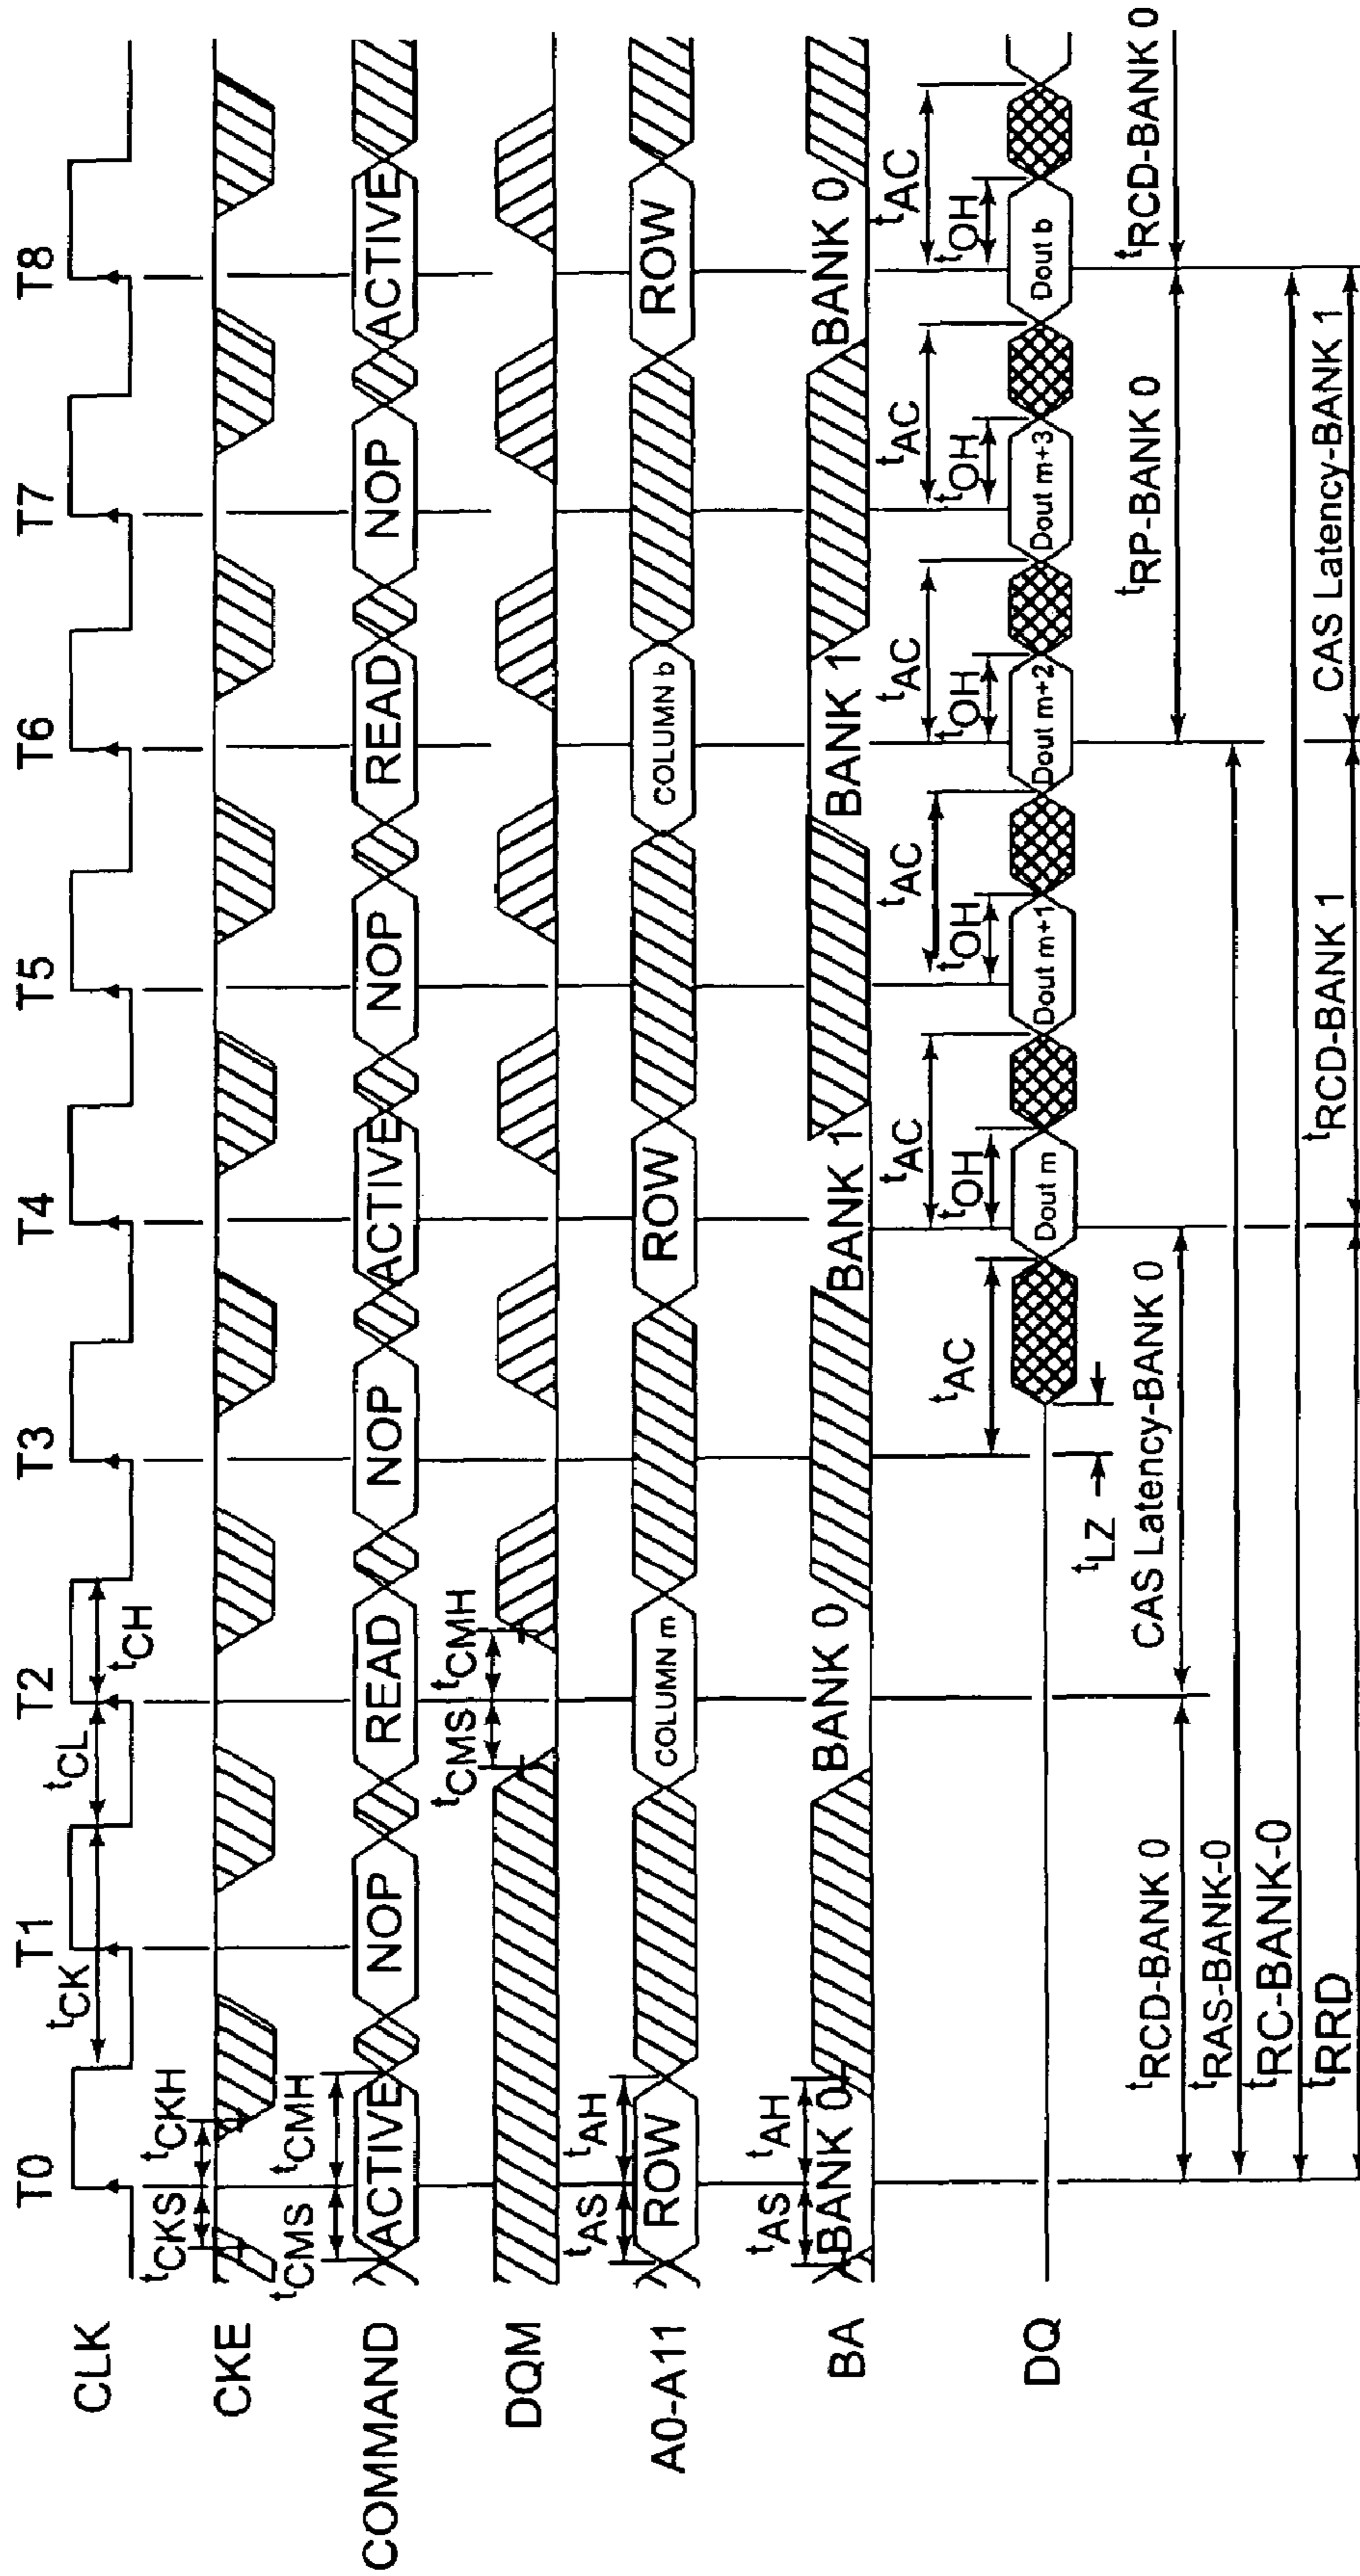 T0 T1 T2 T3 T4 T5 T6 T7 T8
CLK
tCK tCL tCH
CKE
tCKS tCKH
COMMAND
tCMS tCMH
ACTIVE NOP READ NOP ACTIVE NOP READ NOP ACTIVE
DQM
tCMS tCMH
A0-A11
tAS tAH
ROW COLUMN m ROW COLUMN b ROW
BA
tAS tAH
BANK 0 BANK 0 BANK 1 BANK 1 BANK 0
tAC tAC tAC tAC tAC tAC
tOH tOH tOH tOH tOH
DQ
Dout m Dout m+1 Dout m+2 Dout m+3 Dout b
tLZ
tRCD-BANK 0 CAS Latency-BANK 0 tRP-BANK 0 tRCD-BANK 0
tRAS-BANK-0
tRC-BANK-0
tRRD tRCD-BANK 1 CAS Latency-BANK 1